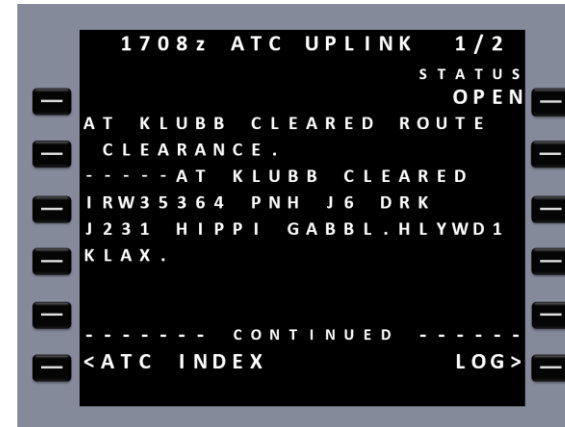 1708z ATC UPLINK 1/2
STATUS
OPEN
AT KLUBB CLEARED ROUTE
CLEARANCE.
-----AT KLUBB CLEARED
IRW35364 PNH J6 DRK
J231 HIPPI GABBL.HLYWD1
KLAX.
------- CONTINUED ------
<ATC INDEX LOG>